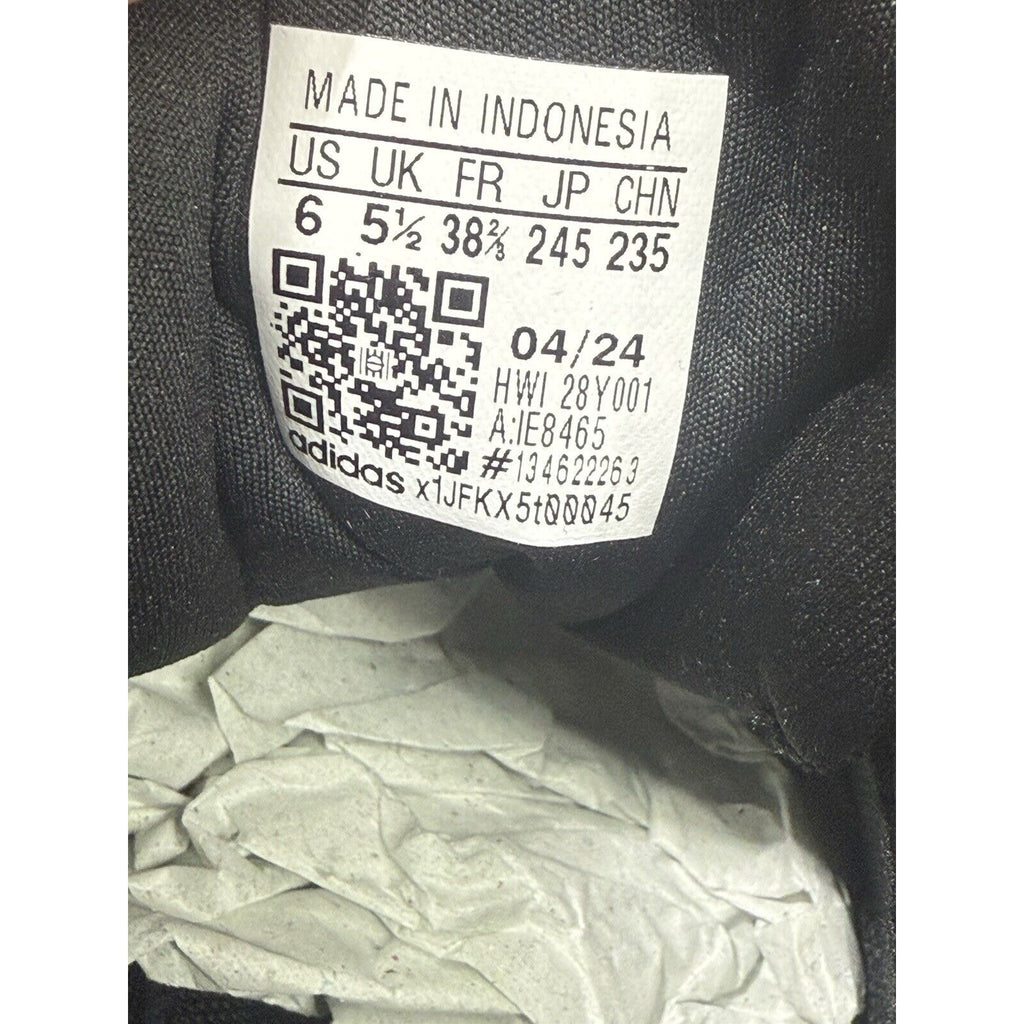 MADE IN INDONESIA
US UK FR JP CHN
6 5½ 38⅔ 245 235
04/24
HWI 28Y001
A:IE8465
#134622263
adidas x1JFKX5t00045